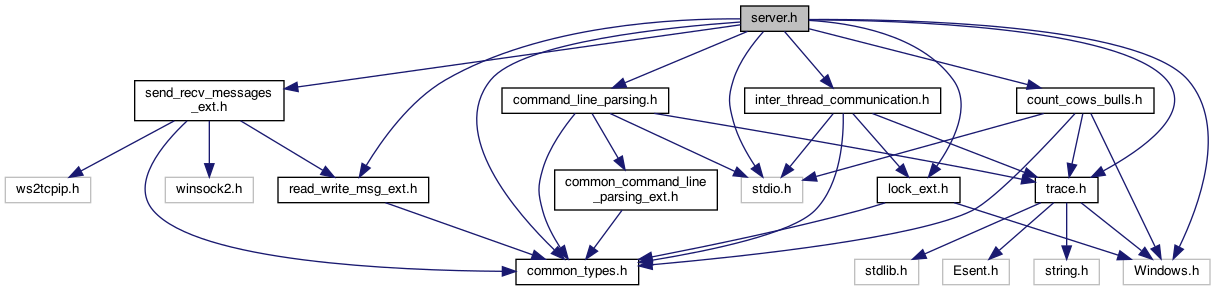 server.h
send_recv_messages
_ext.h
command_line_parsing.h
inter_thread_communication.h
count_cows_bulls.h
ws2tcpip.h
winsock2.h
read_write_msg_ext.h
common_command_line
_parsing_ext.h
stdio.h
lock_ext.h
trace.h
common_types.h
stdlib.h
Esent.h
string.h
Windows.h